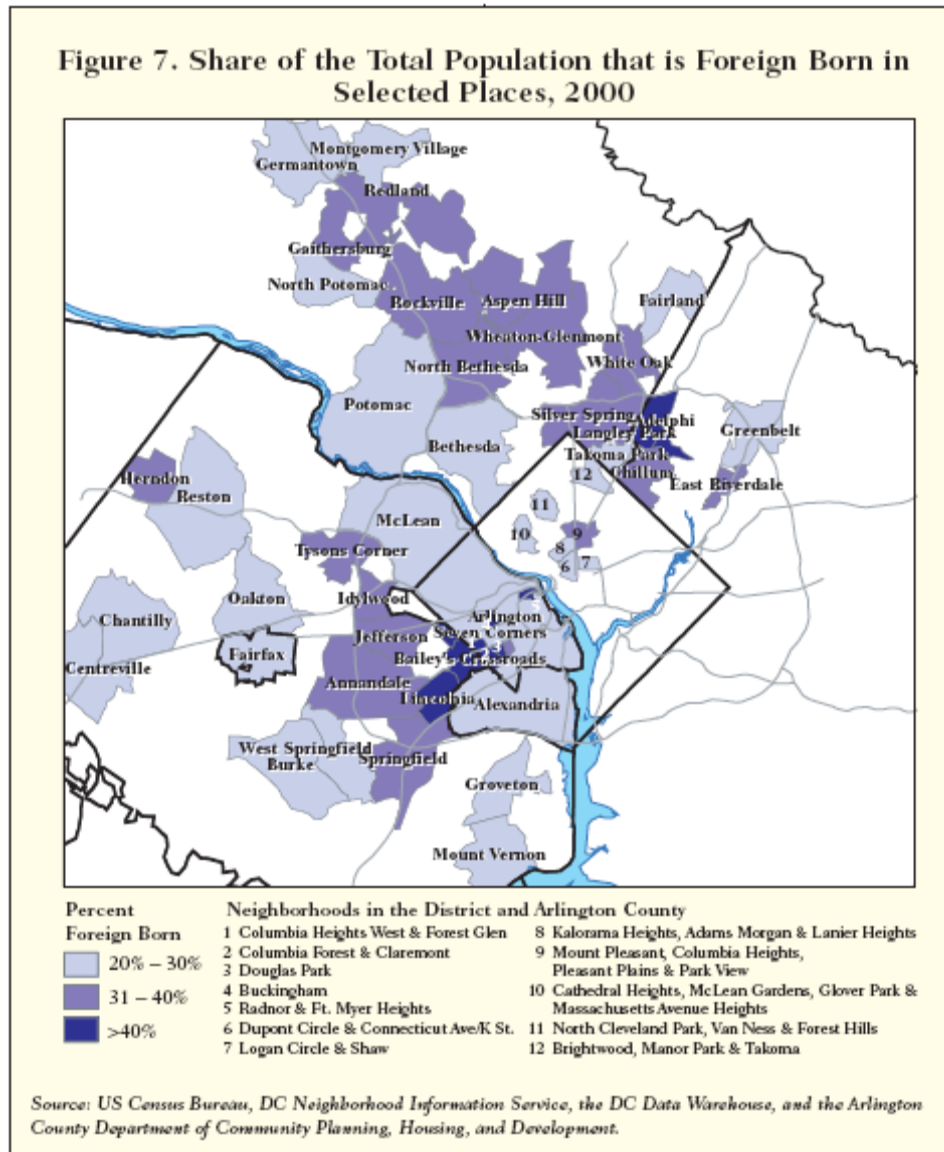 Figure 7. Share of the Total Population that is Foreign Born in
Selected Places, 2000
Montgomery Village
Germantown
Redland
Gaithersburg
North Potomac
Rockville
Aspen Hill
Fairland
Wheaton-Glenmont
White Oak
North Bethesda
Potomac
Silver Spring
Adelphi
Langley Park
Greenbelt
Bethesda
Takoma Park
Chillum
East Riverdale
12
Herndon
Reston
11
McLean
10
9
Tysons Corner
8
7
6
Idylwood
5
Oakton
Chantilly
Arlington
Seven Corners
Jefferson
Fairfax
Bailey's Crossroads
1
2
3
Centreville
Annandale
Lincolnia
Alexandria
West Springfield
Burke
Springfield
Groveton
Mount Vernon
Percent
Foreign Born
20% – 30%
31 – 40%
>40%
Neighborhoods in the District and Arlington County
1 Columbia Heights West & Forest Glen
2 Columbia Forest & Claremont
3 Douglas Park
4 Buckingham
5 Radnor & Ft. Myer Heights
6 Dupont Circle & Connecticut Ave/K St.
7 Logan Circle & Shaw
8 Kalorama Heights, Adams Morgan & Lanier Heights
9 Mount Pleasant, Columbia Heights,
Pleasant Plains & Park View
10 Cathedral Heights, McLean Gardens, Glover Park &
Massachusetts Avenue Heights
11 North Cleveland Park, Van Ness & Forest Hills
12 Brightwood, Manor Park & Takoma
Source: US Census Bureau, DC Neighborhood Information Service, the DC Data Warehouse, and the Arlington
County Department of Community Planning, Housing, and Development.